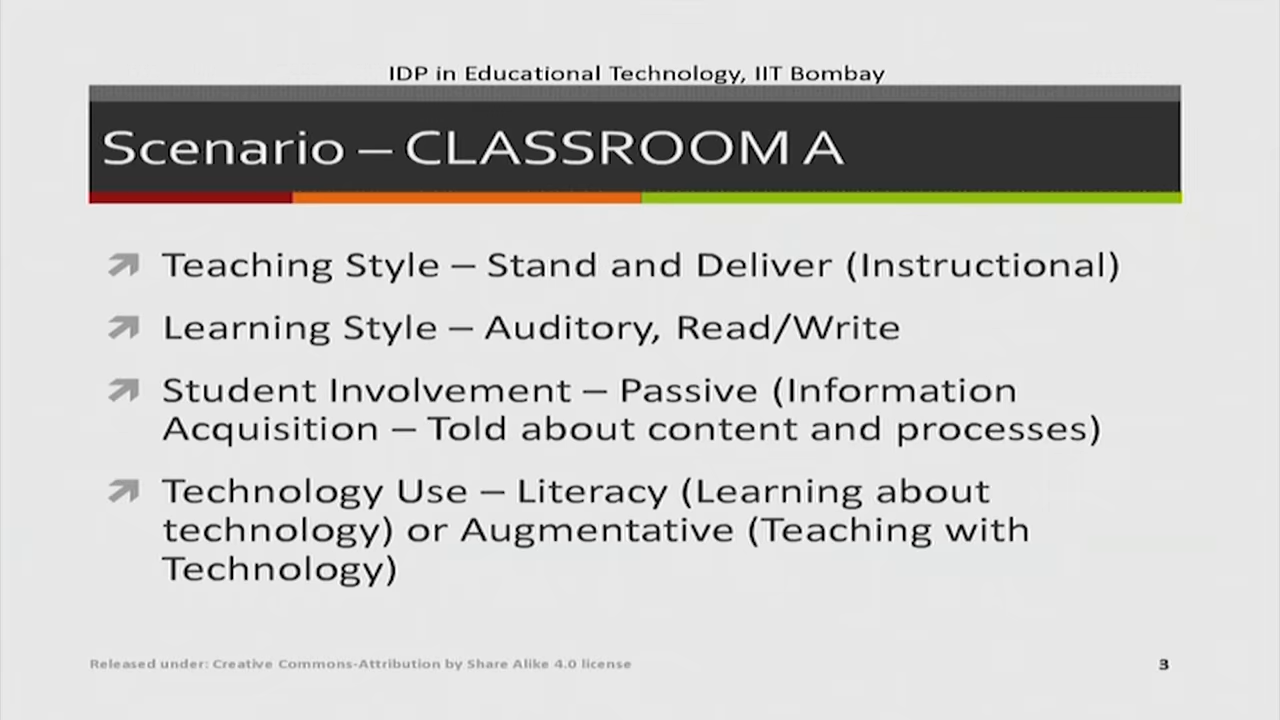 IDP in Educational Technology, IIT Bombay
Scenario – CLASSROOM A
Teaching Style – Stand and Deliver (Instructional)
Learning Style – Auditory, Read/Write
Student Involvement – Passive (Information
Acquisition – Told about content and processes)
Technology Use – Literacy (Learning about
technology) or Augmentative (Teaching with
Technology)
Released under: Creative Commons-Attribution by Share Alike 4.0 license
3